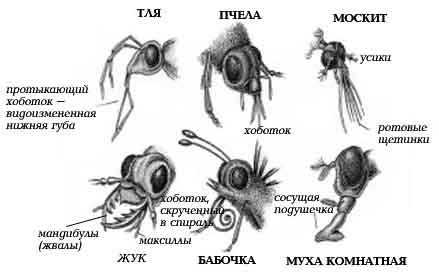 ТЛЯ
ПЧЕЛА
МОСКИТ
протыкающий
хоботок –
видоизмененная
нижняя губа
хоботок
усики
ротовые
щетинки
мандибулы
(жвалы)
максиллы
ЖУК
хоботок,
скрученный
в спираль
БАБОЧКА
сосущая
подушечка
МУХА КОМНАТНАЯ